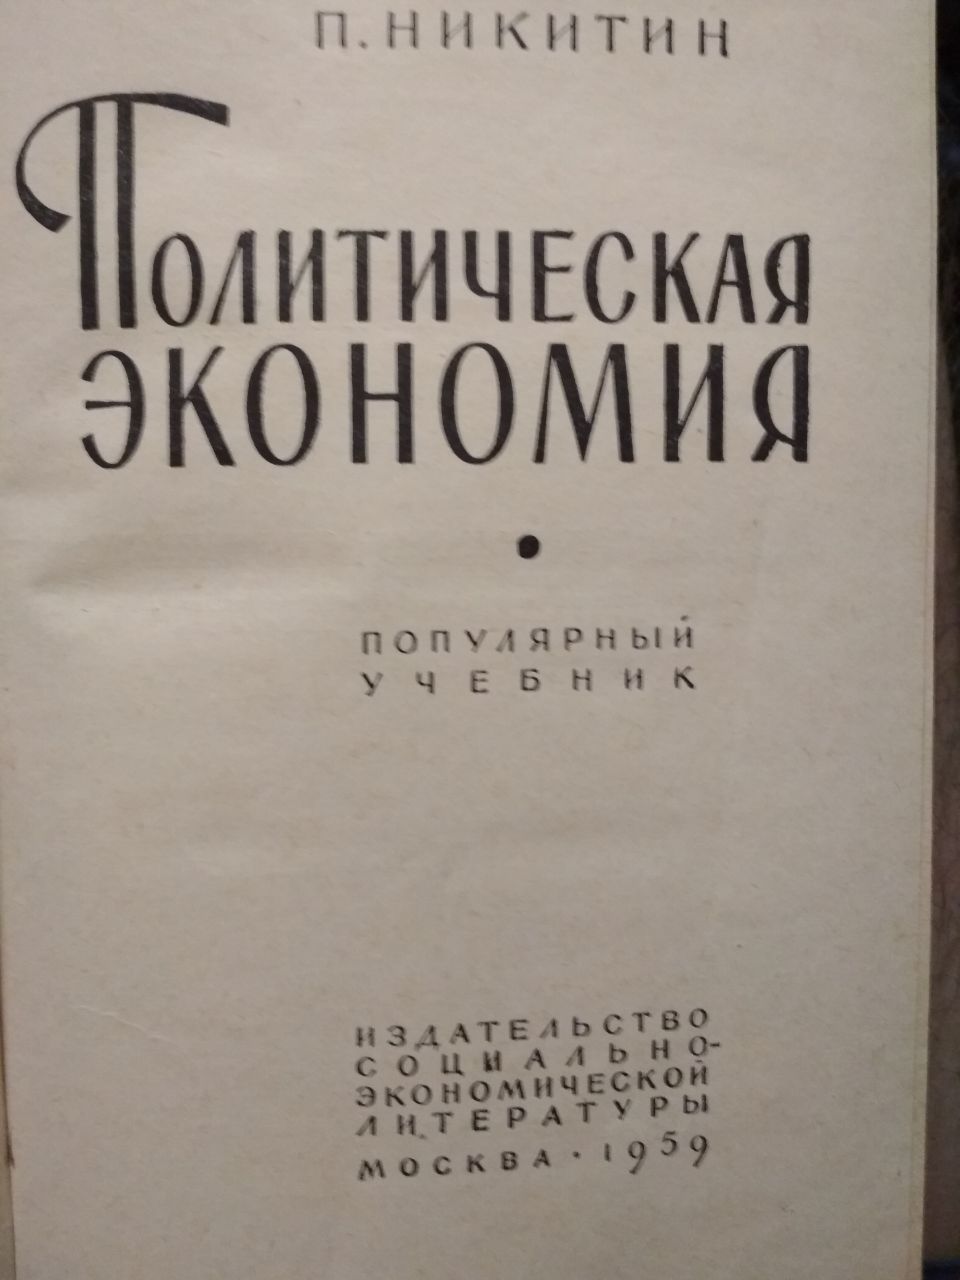 П. НИКИТИН
ПОЛИТИЧЕСКАЯ
ЭКОНОМИЯ
•
ПОПУЛЯРНЫЙ
УЧЕБНИК
ИЗДАТЕЛЬСТВО
СОЦИАЛЬНО-
ЭКОНОМИЧЕСКОЙ
ЛИТЕРАТУРЫ
МОСКВА · 1959